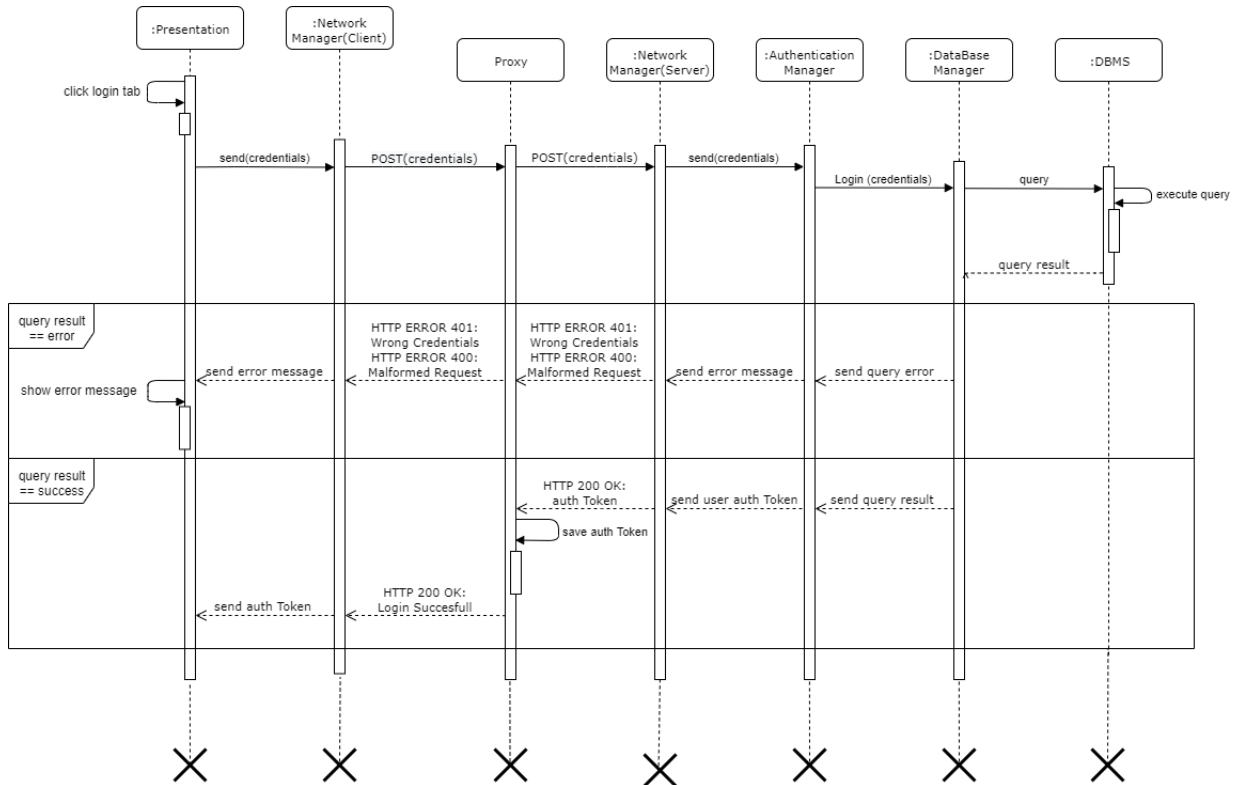 :Presentation
:Network
Manager(Client)
Proxy
:Network
Manager(Server)
:Authentication
Manager
:DataBase
Manager
:DBMS
click login tab
send(credentials)
POST(credentials)
POST(credentials)
send(credentials)
Login (credentials)
query
execute query
query result
query result
== error
HTTP ERROR 401:
Wrong Credentials
HTTP ERROR 400:
Malformed Request
HTTP ERROR 401:
Wrong Credentials
HTTP ERROR 400:
Malformed Request
send error message
send error message
send query error
show error message
query result
== success
HTTP 200 OK:
auth Token
send user auth Token
send query result
save auth Token
HTTP 200 OK:
Login Succesfull
send auth Token